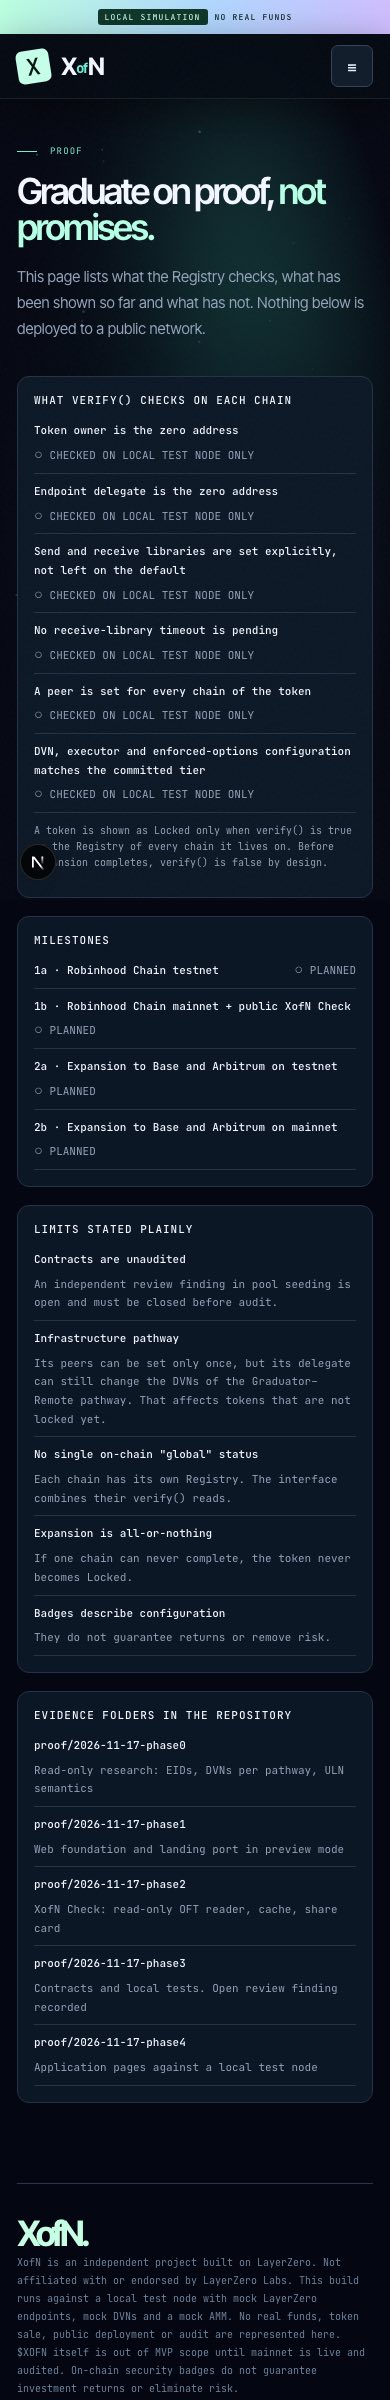 LOCAL SIMULATION NO REAL FUNDS
X XofN
≡
PROOF
Graduate on proof, not
promises.
This page lists what the Registry checks, what has
been shown so far and what has not. Nothing below is
deployed to a public network.
WHAT VERIFY() CHECKS ON EACH CHAIN
Token owner is the zero address
○ CHECKED ON LOCAL TEST NODE ONLY
Endpoint delegate is the zero address
○ CHECKED ON LOCAL TEST NODE ONLY
Send and receive libraries are set explicitly,
not left on the default
○ CHECKED ON LOCAL TEST NODE ONLY
No receive-library timeout is pending
○ CHECKED ON LOCAL TEST NODE ONLY
A peer is set for every chain of the token
○ CHECKED ON LOCAL TEST NODE ONLY
DVN, executor and enforced-options configuration
matches the committed tier
○ CHECKED ON LOCAL TEST NODE ONLY
A token is shown as Locked only when verify() is true
the Registry of every chain it lives on. Before
N nsion completes, verify() is false by design.
MILESTONES
1a · Robinhood Chain testnet ○ PLANNED
1b · Robinhood Chain mainnet + public XofN Check
○ PLANNED
2a · Expansion to Base and Arbitrum on testnet
○ PLANNED
2b · Expansion to Base and Arbitrum on mainnet
○ PLANNED
LIMITS STATED PLAINLY
Contracts are unaudited
An independent review finding in pool seeding is
open and must be closed before audit.
Infrastructure pathway
Its peers can be set only once, but its delegate
can still change the DVNs of the Graduator–
Remote pathway. That affects tokens that are not
locked yet.
No single on-chain "global" status
Each chain has its own Registry. The interface
combines their verify() reads.
Expansion is all-or-nothing
If one chain can never complete, the token never
becomes Locked.
Badges describe configuration
They do not guarantee returns or remove risk.
EVIDENCE FOLDERS IN THE REPOSITORY
proof/2026-11-17-phase0
Read-only research: EIDs, DVNs per pathway, ULN
semantics
proof/2026-11-17-phase1
Web foundation and landing port in preview mode
proof/2026-11-17-phase2
XofN Check: read-only OFT reader, cache, share
card
proof/2026-11-17-phase3
Contracts and local tests. Open review finding
recorded
proof/2026-11-17-phase4
Application pages against a local test node
XofN.
XofN is an independent project built on LayerZero. Not
affiliated with or endorsed by LayerZero Labs. This build
runs against a local test node with mock LayerZero
endpoints, mock DVNs and a mock AMM. No real funds, token
sale, public deployment or audit are represented here.
$XOFN itself is out of MVP scope until mainnet is live and
audited. On-chain security badges do not guarantee
investment returns or eliminate risk.